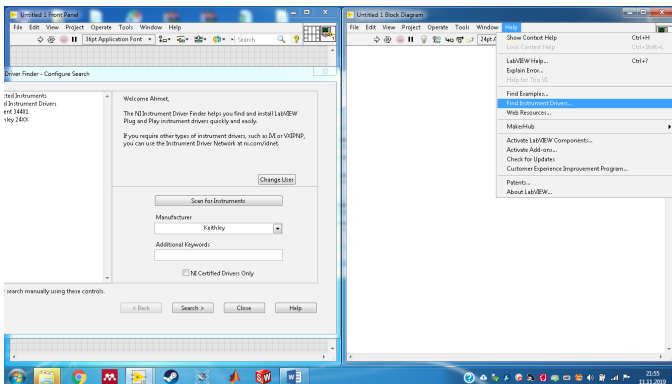 Untitled 1 Front Panel
File Edit View Project Operate Tools Window Help
36pt Application Font
Search
Driver Finder - Configure Search
cted Instruments
d Instrument Drivers
ent 34401
hley 24XX
Welcome Ahmet,
The NI Instrument Driver Finder helps you find and install LabVIEW
Plug and Play instrument drivers quickly and easily.
If you require other types of instrument drivers, such as IVI or VXIPNP,
you can use the Instrument Driver Network at ni.com/idnet.
Change User
Scan for Instruments
Manufacturer
Keithley
Additional Keywords
NI Certified Drivers Only
search manually using these controls.
< Back Search > Close Help
Untitled 1 Block Diagram
File Edit View Project Operate Tools Window Help
24pt A
Show Context Help Ctrl+H
Lock Context Help Ctrl+Shift+L
LabVIEW Help... Ctrl+?
Explain Error...
Help for This VI
Find Examples...
Find Instrument Drivers...
Web Resources...
MakerHub
Activate LabVIEW Components...
Activate Add-ons...
Check for Updates
Customer Experience Improvement Program...
Patents...
About LabVIEW...
21:55
11.11.2019